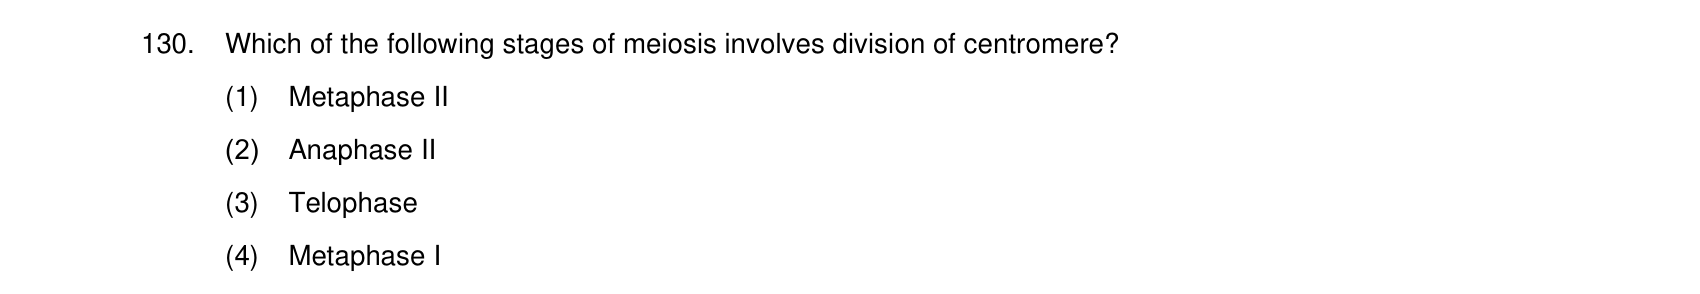 130. Which of the following stages of meiosis involves division of centromere?
(1) Metaphase II
(2) Anaphase II
(3) Telophase
(4) Metaphase I